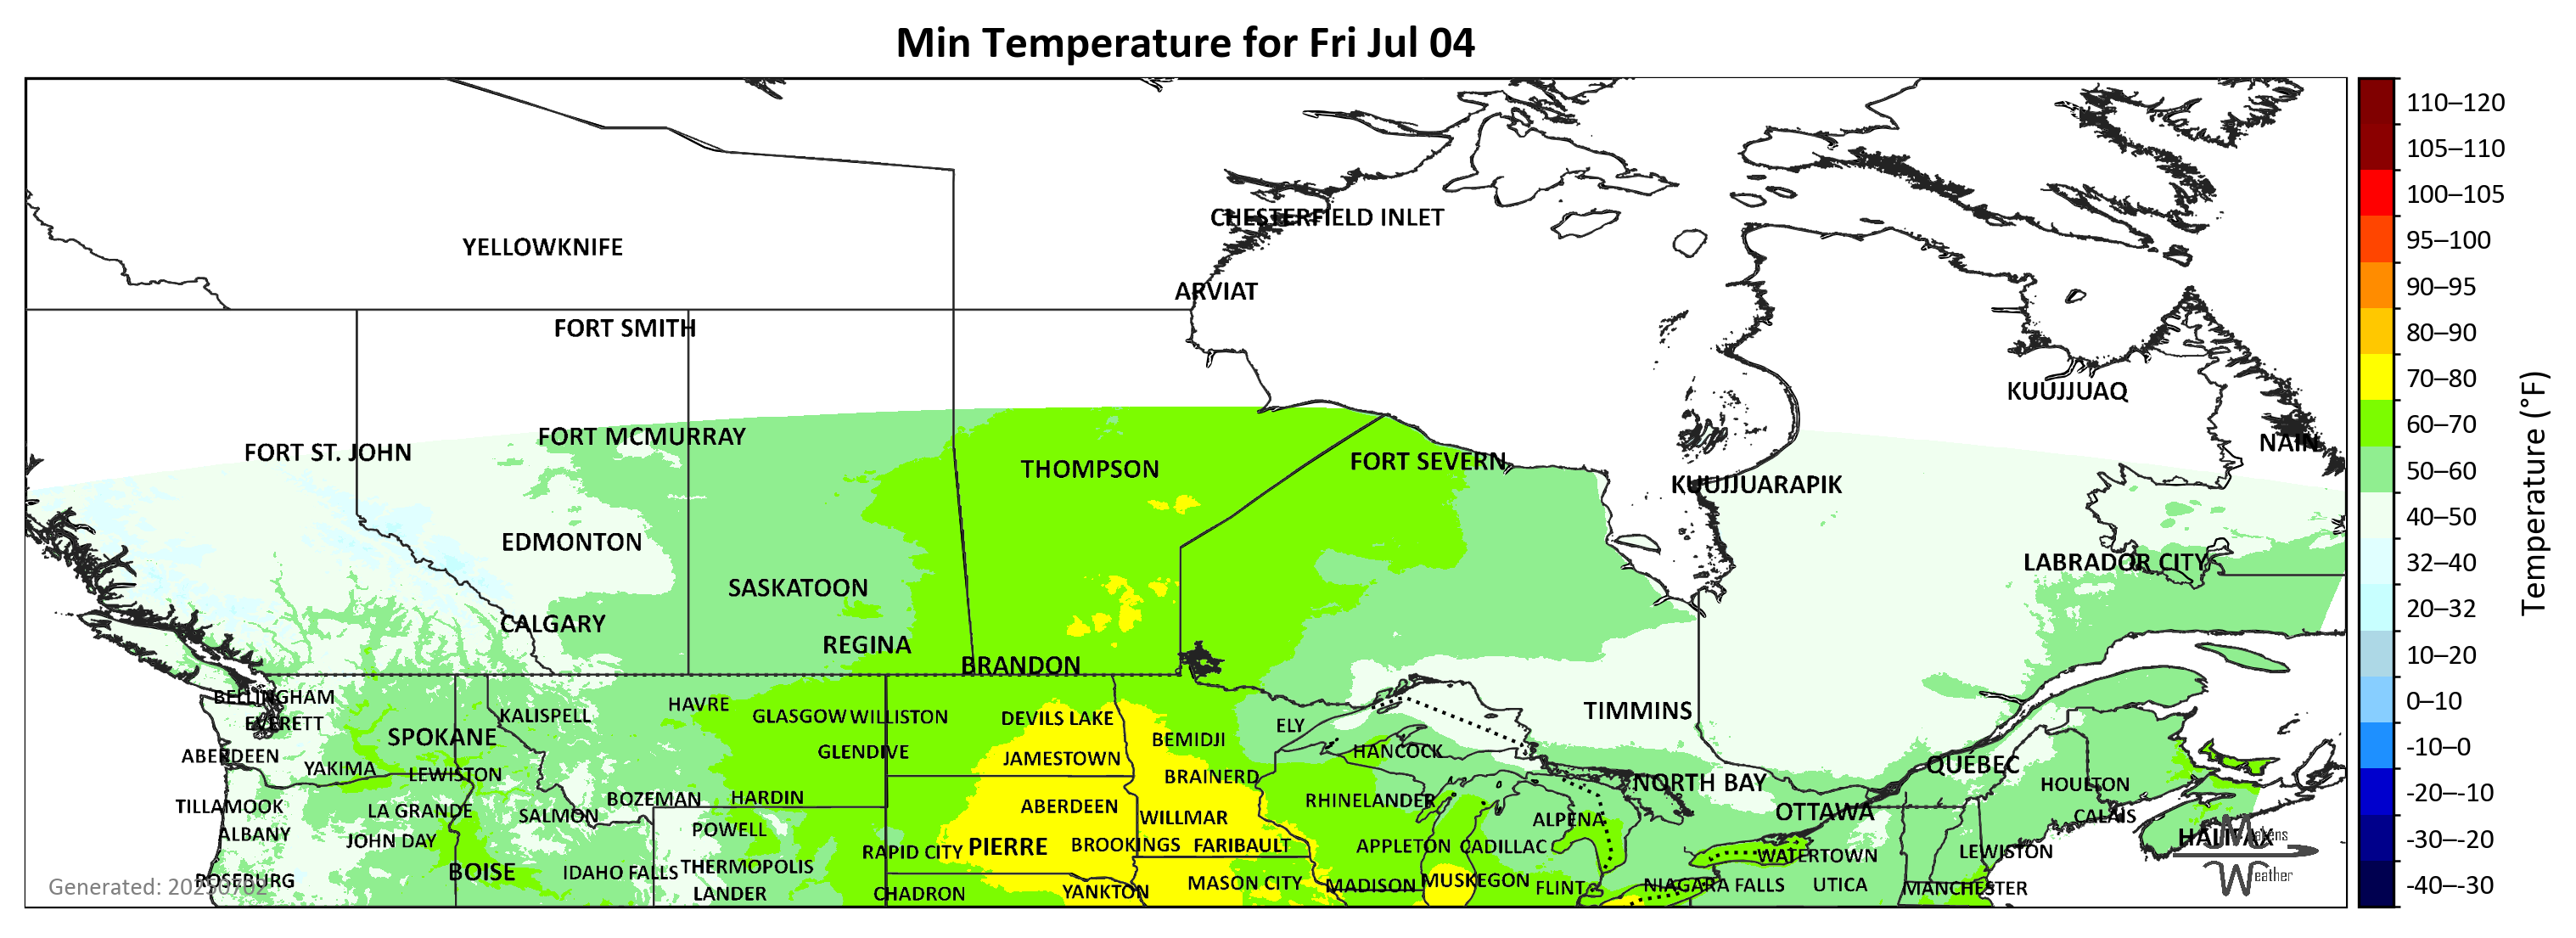 Min Temperature for Fri Jul 04
110–120
105–110
100–105
95–100
90–95
80–90
70–80
60–70
50–60
40–50
32–40
20–32
10–20
0–10
-10–0
-20–-10
-30–-20
-40–-30
Temperature (°F)
CHESTERFIELD INLET
YELLOWKNIFE
ARVIAT
FORT SMITH
KUUJJUAQ
FORT MCMURRAY
NAIN
FORT ST. JOHN
FORT SEVERN
THOMPSON
KUUJJUARAPIK
EDMONTON
LABRADOR CITY
SASKATOON
CALGARY
REGINA
BRANDON
BELLINGHAM
HAVRE
TIMMINS
KALISPELL
GLASGOW
WILLISTON
DEVILS LAKE
EVERETT
ELY
SPOKANE
BEMIDJI
GLENDIVE
HANCOCK
ABERDEEN
JAMESTOWN
QUÉBEC
YAKIMA
LEWISTON
BRAINERD
NORTH BAY
HOULTON
BOZEMAN
HARDIN
RHINELANDER
TILLAMOOK
ABERDEEN
LA GRANDE
SALMON
WILLMAR
ALPENA
OTTAWA
CALAIS
ALBANY
POWELL
JOHN DAY
HALIFAX
Makens
Weather
RAPID CITY
PIERRE
BROOKINGS
FARIBAULT
APPLETON
CADILLAC
WATERTOWN
LEWISTON
BOISE
IDAHO FALLS
THERMOPOLIS
ROSEBURG
MASON CITY
MADISON
MUSKEGON
FLINT
NIAGARA FALLS
UTICA
MANCHESTER
LANDER
CHADRON
YANKTON
Generated: 20250702